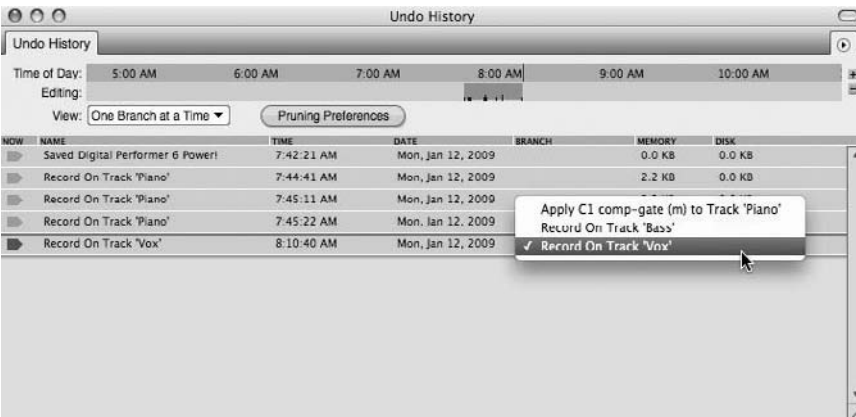 Undo History
Undo History
Time of Day: 5:00 AM 6:00 AM 7:00 AM 8:00 AM 9:00 AM 10:00 AM
Editing:
View: One Branch at a Time Pruning Preferences
NOW NAME TIME DATE BRANCH MEMORY DISK
Saved Digital Performer 6 Power! 7:42:21 AM Mon, Jan 12, 2009 0.0 KB 0.0 KB
Record On Track 'Piano' 7:44:41 AM Mon, Jan 12, 2009 2.2 KB 0.0 KB
Record On Track 'Piano' 7:45:11 AM Mon, Jan 12, 2009
Record On Track 'Piano' 7:45:22 AM Mon, Jan 12, 2009
Record On Track 'Vox' 8:10:40 AM Mon, Jan 12, 2009
Apply C1 comp-gate (m) to Track 'Piano'
Record On Track 'Bass'
✓ Record On Track 'Vox'